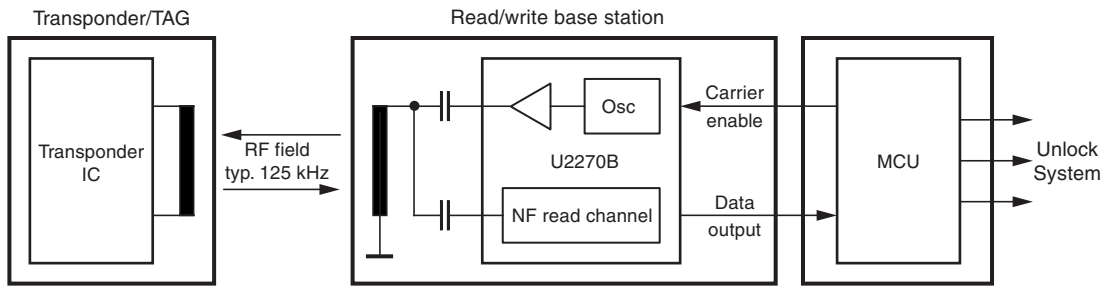 Transponder/TAG
Transponder
IC
RF field
typ. 125 kHz
Read/write base station
Osc
U2270B
NF read channel
Carrier
enable
Data
output
MCU
Unlock
System